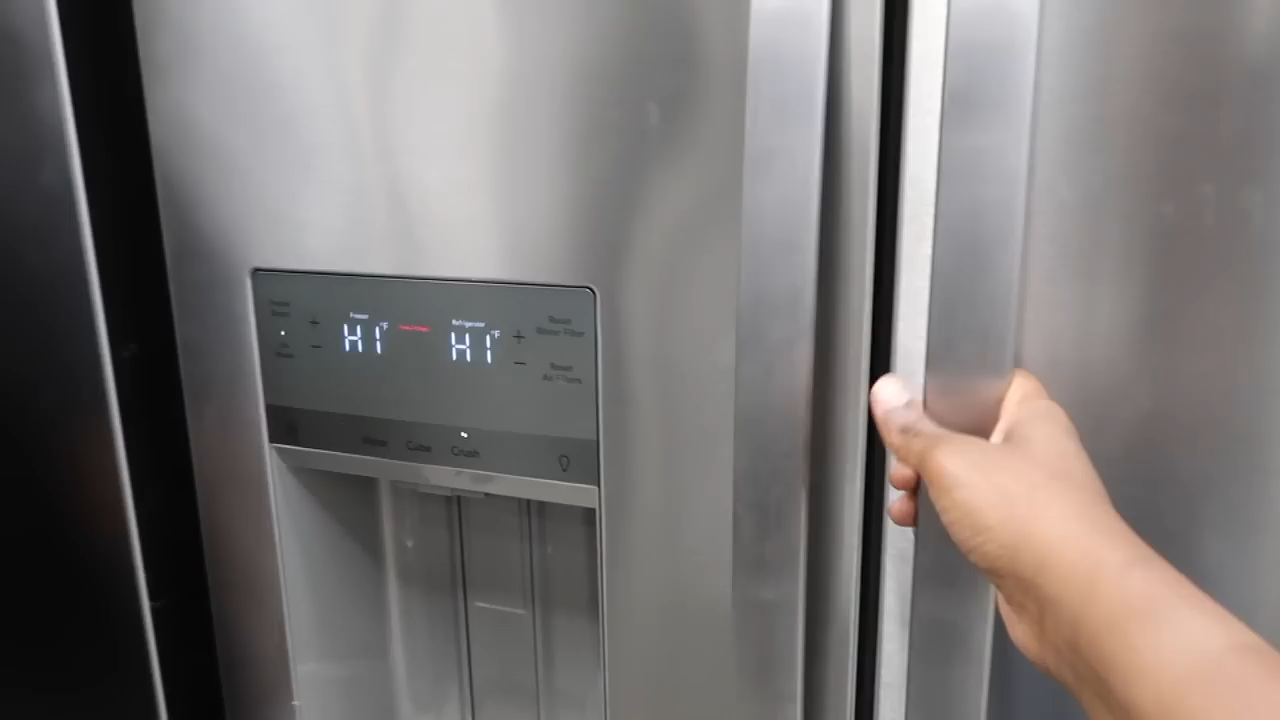 Freezer
HI °F
Refrigerator
HI °F
+
−
+
−
Reset
Water Filter
Reset
Air Filters
Water
Cube
Crush